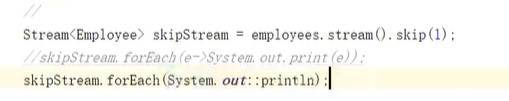 //
Stream<Employee> skipStream = employees.stream().skip(1);
//skipStream.forEach(e->System.out.print(e));
skipStream.forEach(System.out::println);